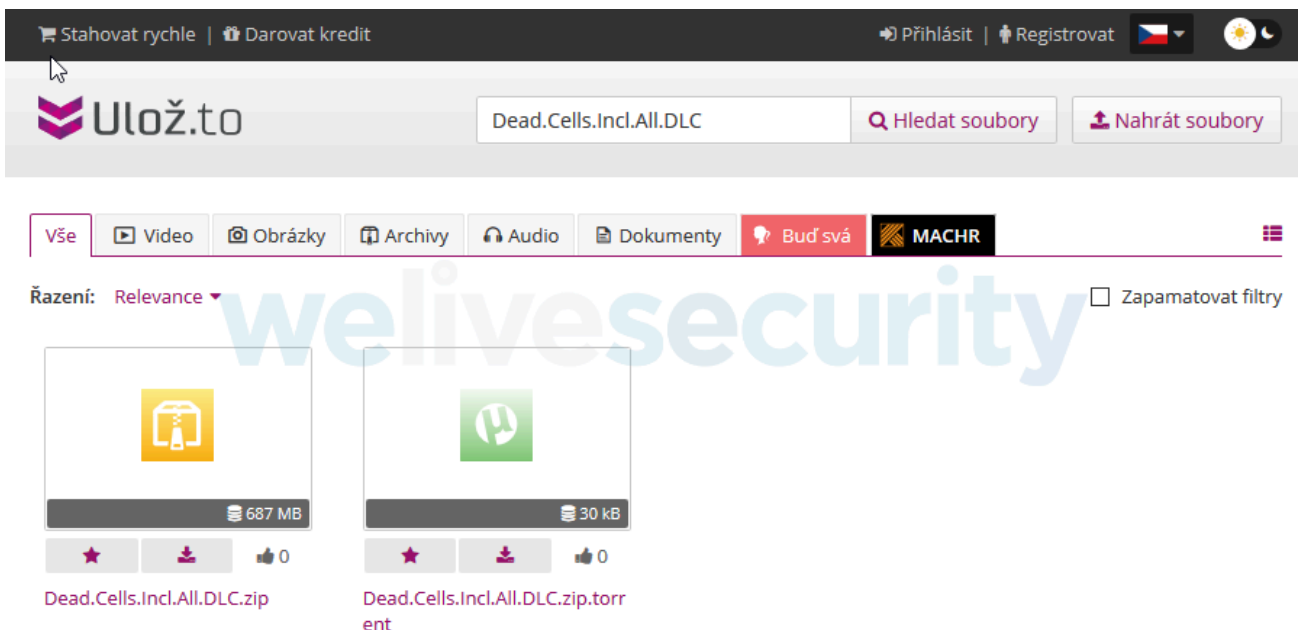 Stahovat rychle | Darovat kredit Přihlásit | Registrovat
Ulož.to Dead.Cells.Incl.All.DLC Hledat soubory Nahrát soubory
Vše Video Obrázky Archivy Audio Dokumenty Buď svá MACHR
Řazení: Relevance Zapamatovat filtry
welivesecurity
687 MB 30 kB
0 0
Dead.Cells.Incl.All.DLC.zip Dead.Cells.Incl.All.DLC.zip.torr
ent